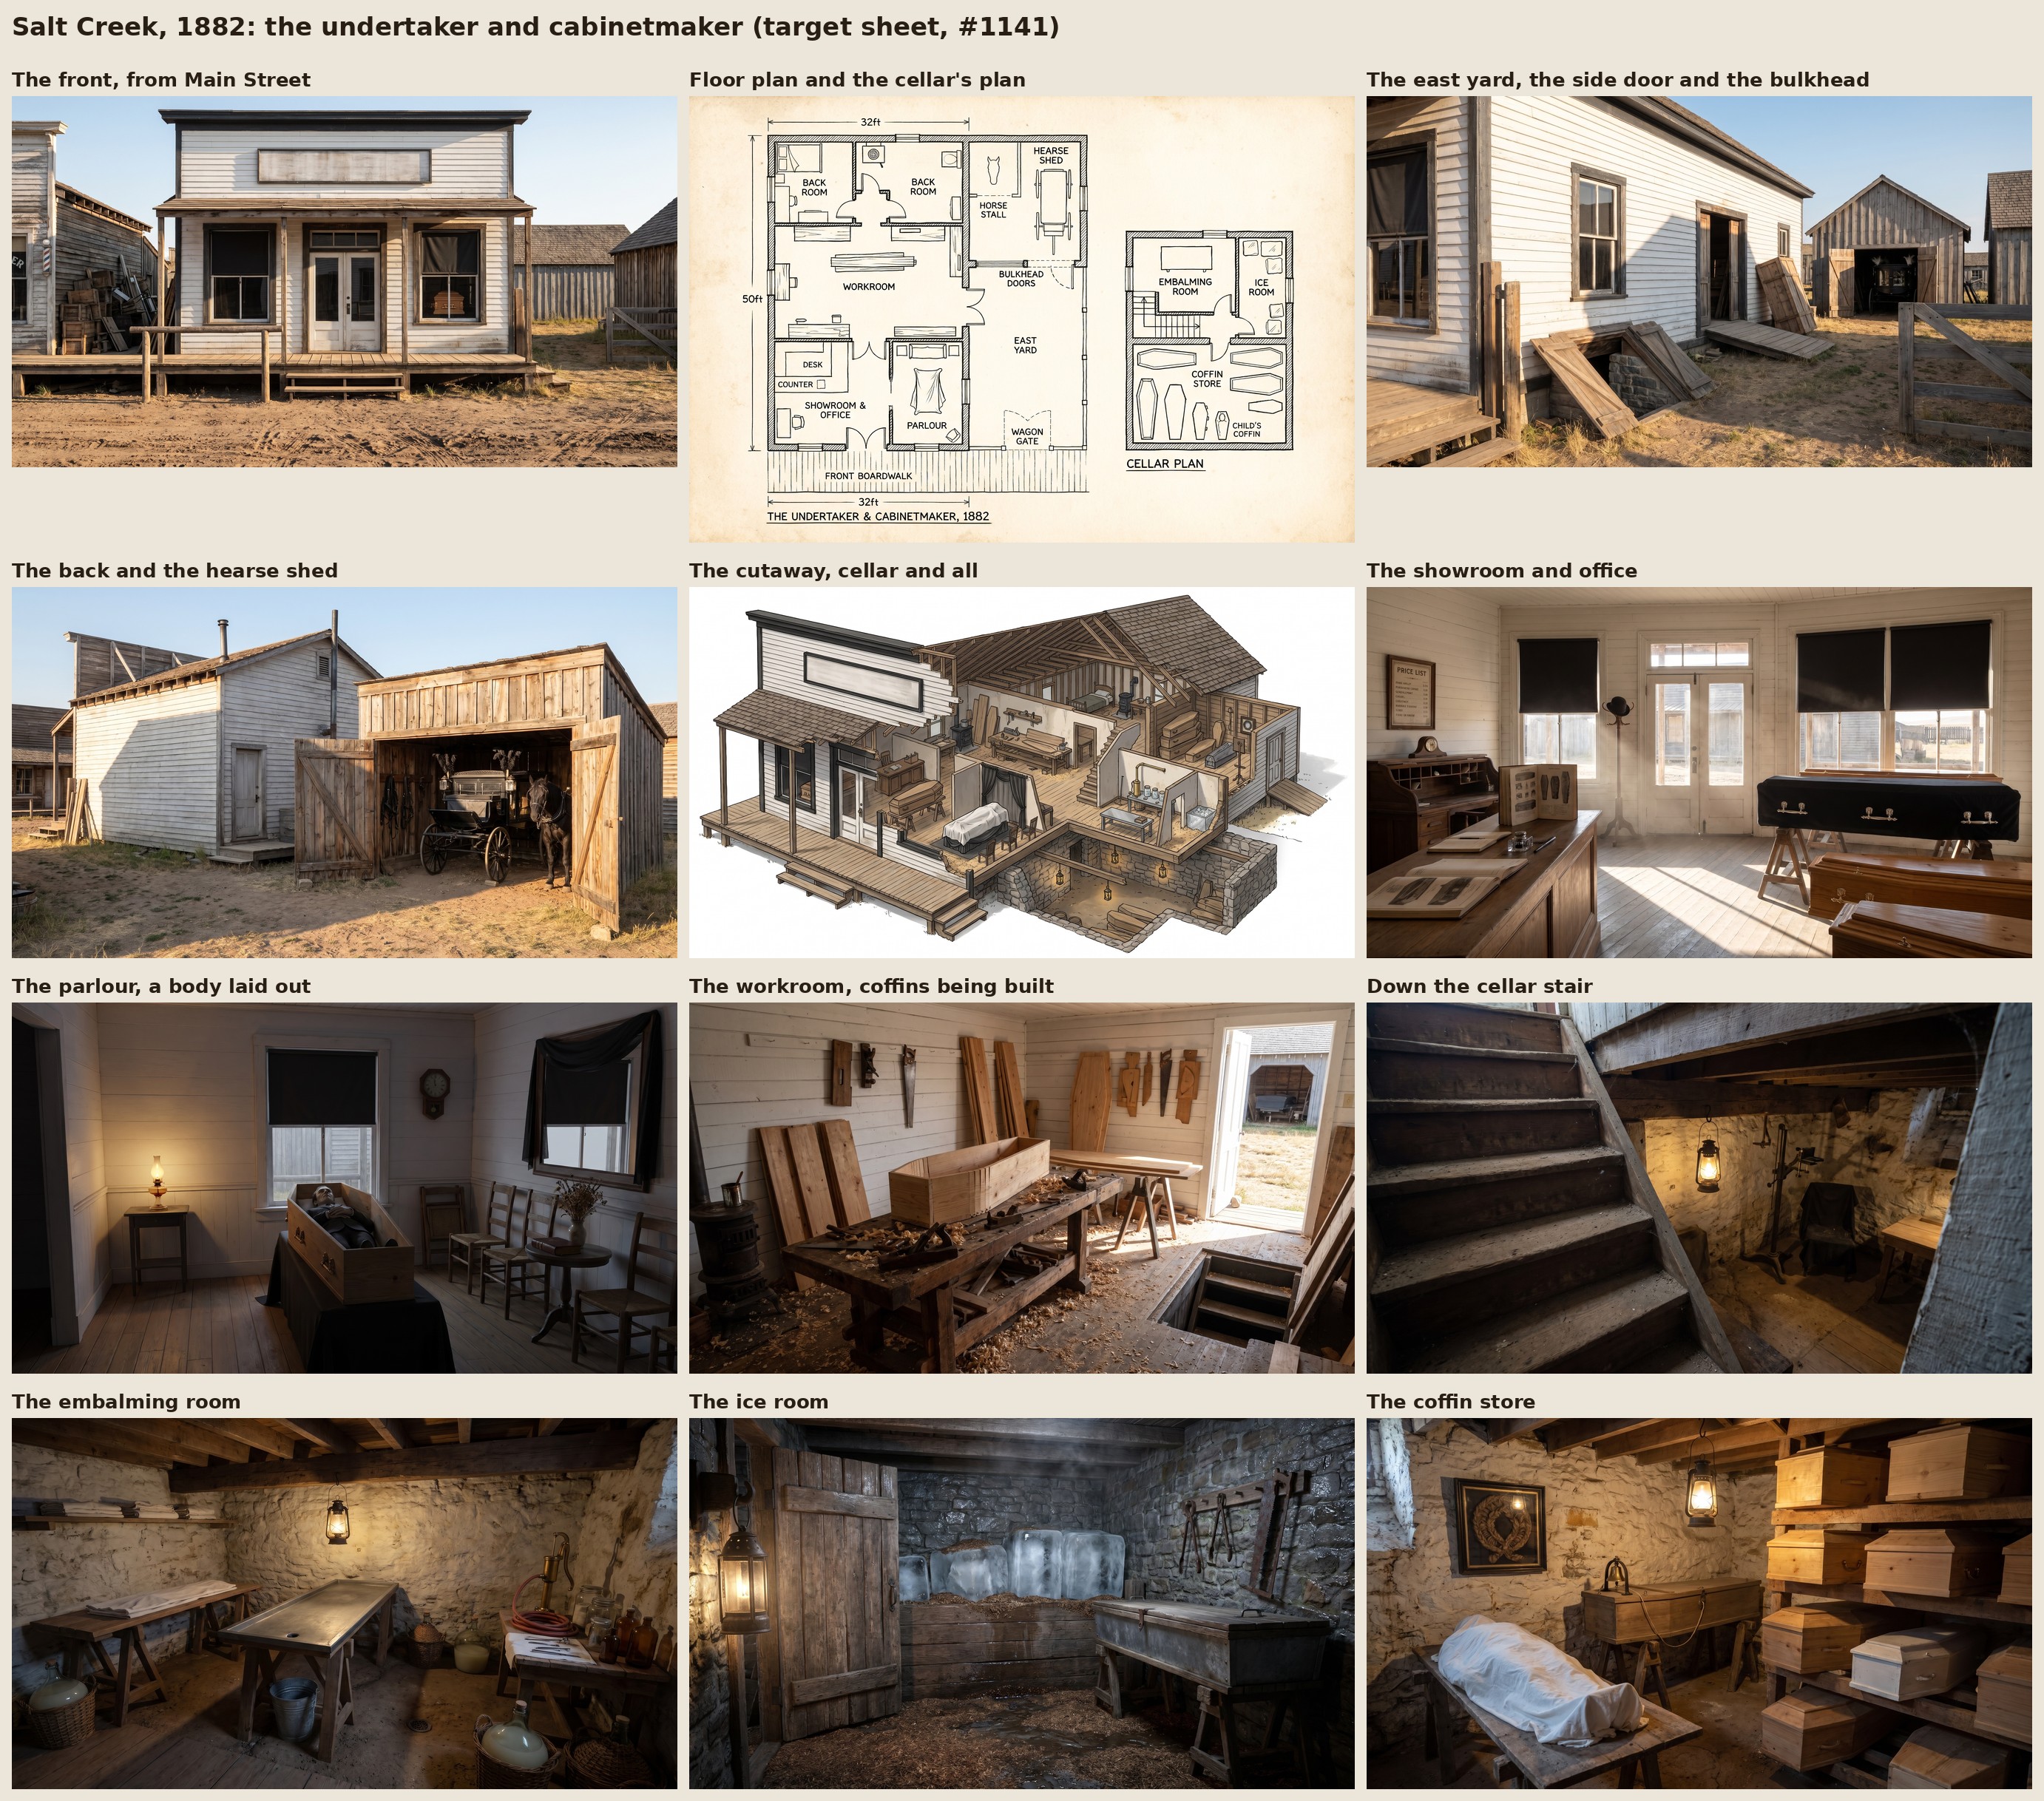 Salt Creek, 1882: the undertaker and cabinetmaker (target sheet, #1141)
The front, from Main Street
Floor plan and the cellar's plan
The east yard, the side door and the bulkhead
ER
32ft
50ft
BACK
ROOM
BACK
ROOM
HEARSE
SHED
HORSE
STALL
WORKROOM
BULKHEAD
DOORS
EAST
YARD
DESK
COUNTER
SHOWROOM &
OFFICE
PARLOUR
WAGON
GATE
FRONT BOARDWALK
32ft
THE UNDERTAKER & CABINETMAKER, 1882
EMBALMING
ROOM
ICE
ROOM
COFFIN
STORE
CHILD'S
COFFIN
CELLAR PLAN
The back and the hearse shed
The cutaway, cellar and all
The showroom and office
PRICE LIST
The parlour, a body laid out
The workroom, coffins being built
Down the cellar stair
The embalming room
The ice room
The coffin store